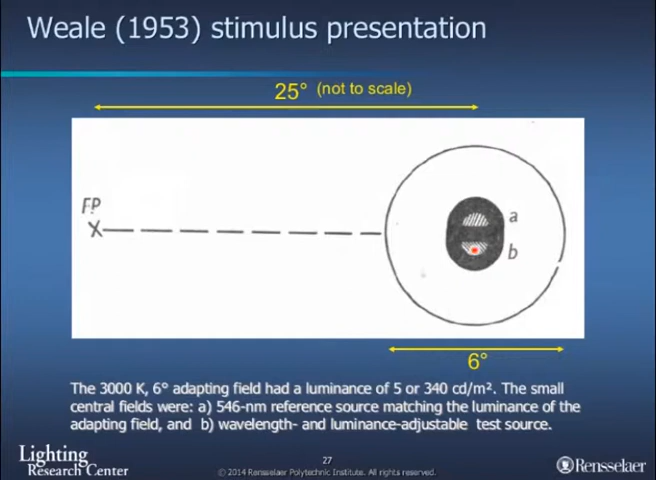 Weale (1953) stimulus presentation
25° (not to scale)
FP
X
a
b
6°
The 3000 K, 6° adapting field had a luminance of 5 or 340 cd/m². The small
central fields were: a) 546-nm reference source matching the luminance of the
adapting field, and b) wavelength- and luminance-adjustable test source.
Lighting
Research Center
27
© 2014 Rensselaer Polytechnic Institute. All rights reserved.
Rensselaer